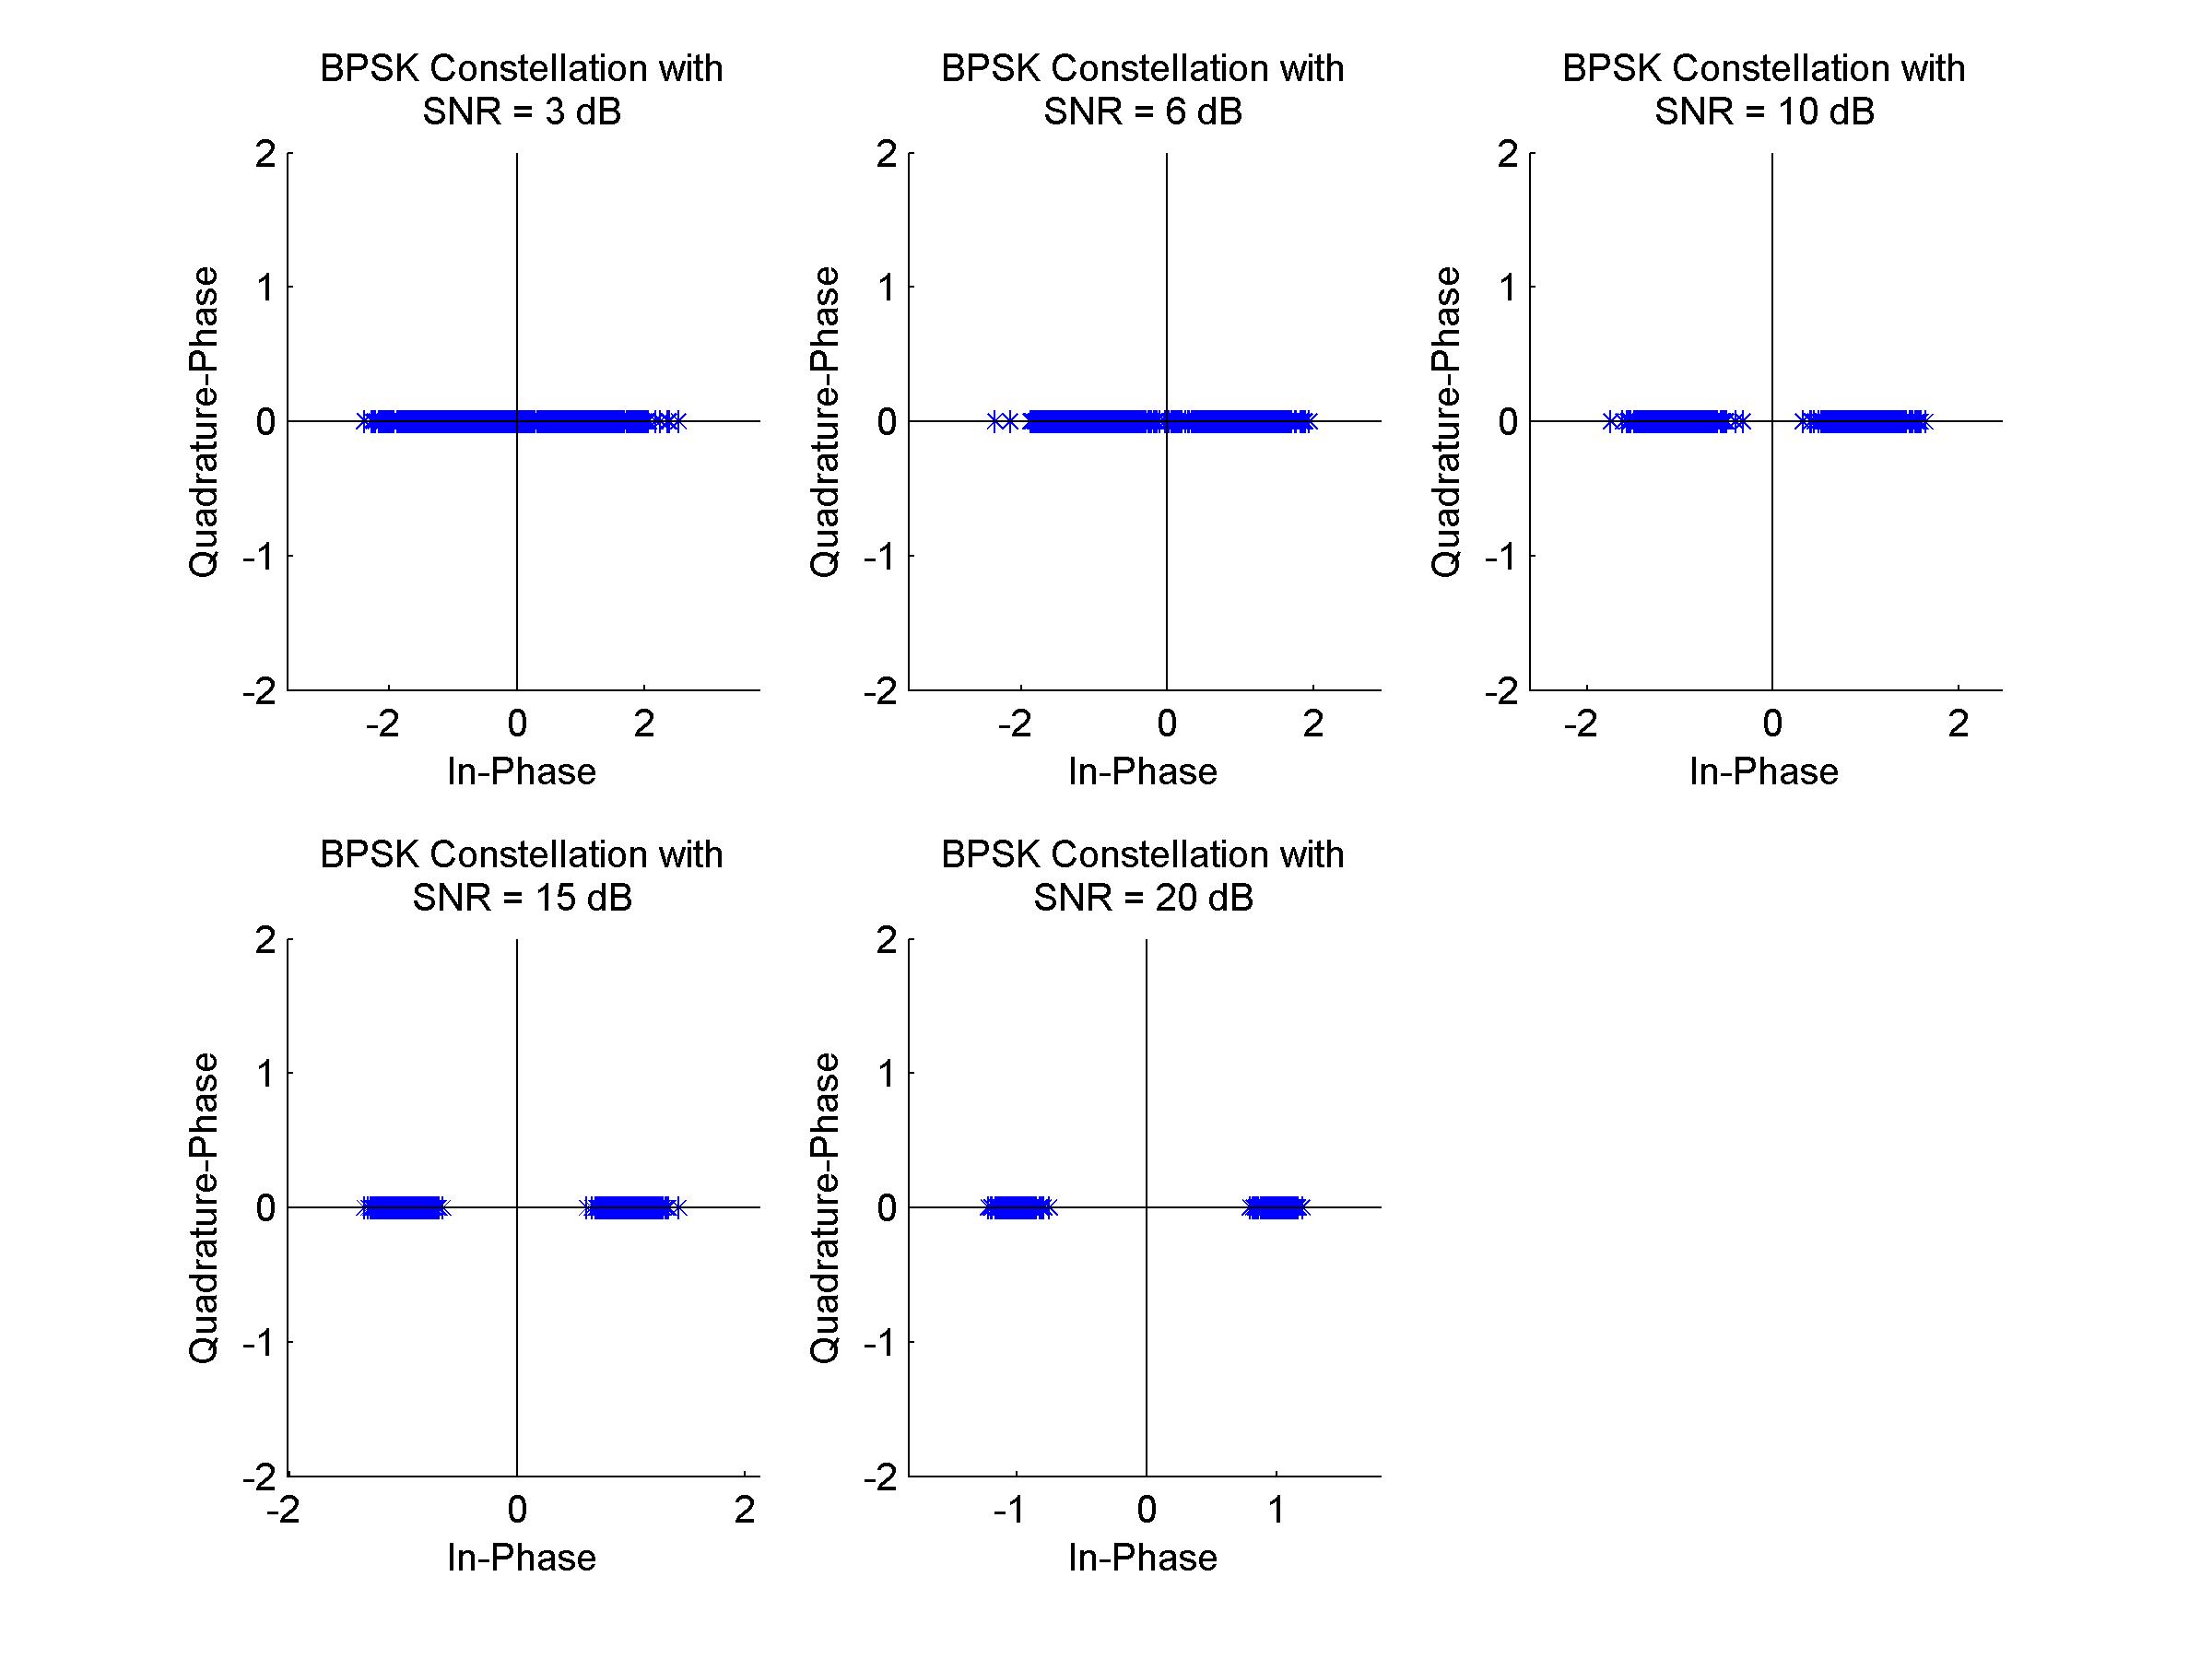 BPSK Constellation with
SNR = 3 dB
2
1
0
-1
-2
Quadrature-Phase
-2 0 2
In-Phase
BPSK Constellation with
SNR = 6 dB
2
1
0
-1
-2
Quadrature-Phase
-2 0 2
In-Phase
BPSK Constellation with
SNR = 10 dB
2
1
0
-1
-2
Quadrature-Phase
-2 0 2
In-Phase
BPSK Constellation with
SNR = 15 dB
2
1
0
-1
-2
Quadrature-Phase
-2 0 2
In-Phase
BPSK Constellation with
SNR = 20 dB
2
1
0
-1
-2
Quadrature-Phase
-1 0 1
In-Phase